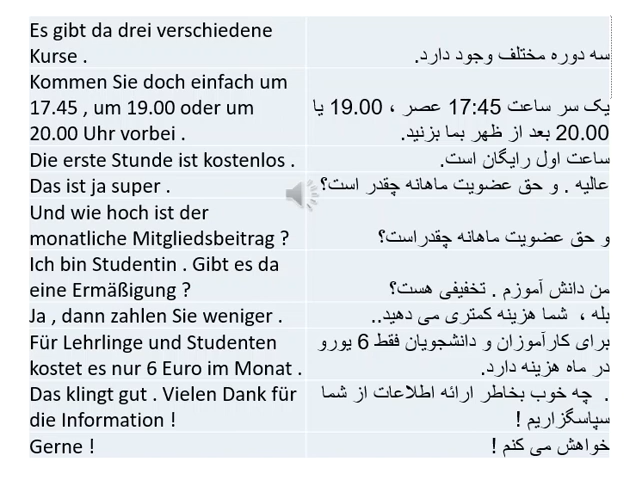 Es gibt da drei verschiedene
Kurse .
سه دوره مختلف وجود دارد.
Kommen Sie doch einfach um
17.45 , um 19.00 oder um
20.00 Uhr vorbei .
یک سر ساعت 17:45 عصر ، 19.00 یا
20.00 بعد از ظهر بما بزنید.
Die erste Stunde ist kostenlos .
ساعت اول رایگان است.
Das ist ja super .
عالیه . و حق عضویت ماهانه چقدر است؟
Und wie hoch ist der
monatliche Mitgliedsbeitrag ?
و حق عضویت ماهانه چقدراست؟
Ich bin Studentin . Gibt es da
eine Ermäßigung ?
من دانش آموزم . تخفیفی هست؟
Ja , dann zahlen Sie weniger .
بله ، شما هزینه کمتری می دهید..
Für Lehrlinge und Studenten
kostet es nur 6 Euro im Monat .
برای کارآموزان و دانشجویان فقط 6 یورو
در ماه هزینه دارد.
Das klingt gut . Vielen Dank für
die Information !
. چه خوب بخاطر ارائه اطلاعات از شما
سپاسگزاریم !
Gerne !
خواهش می کنم !